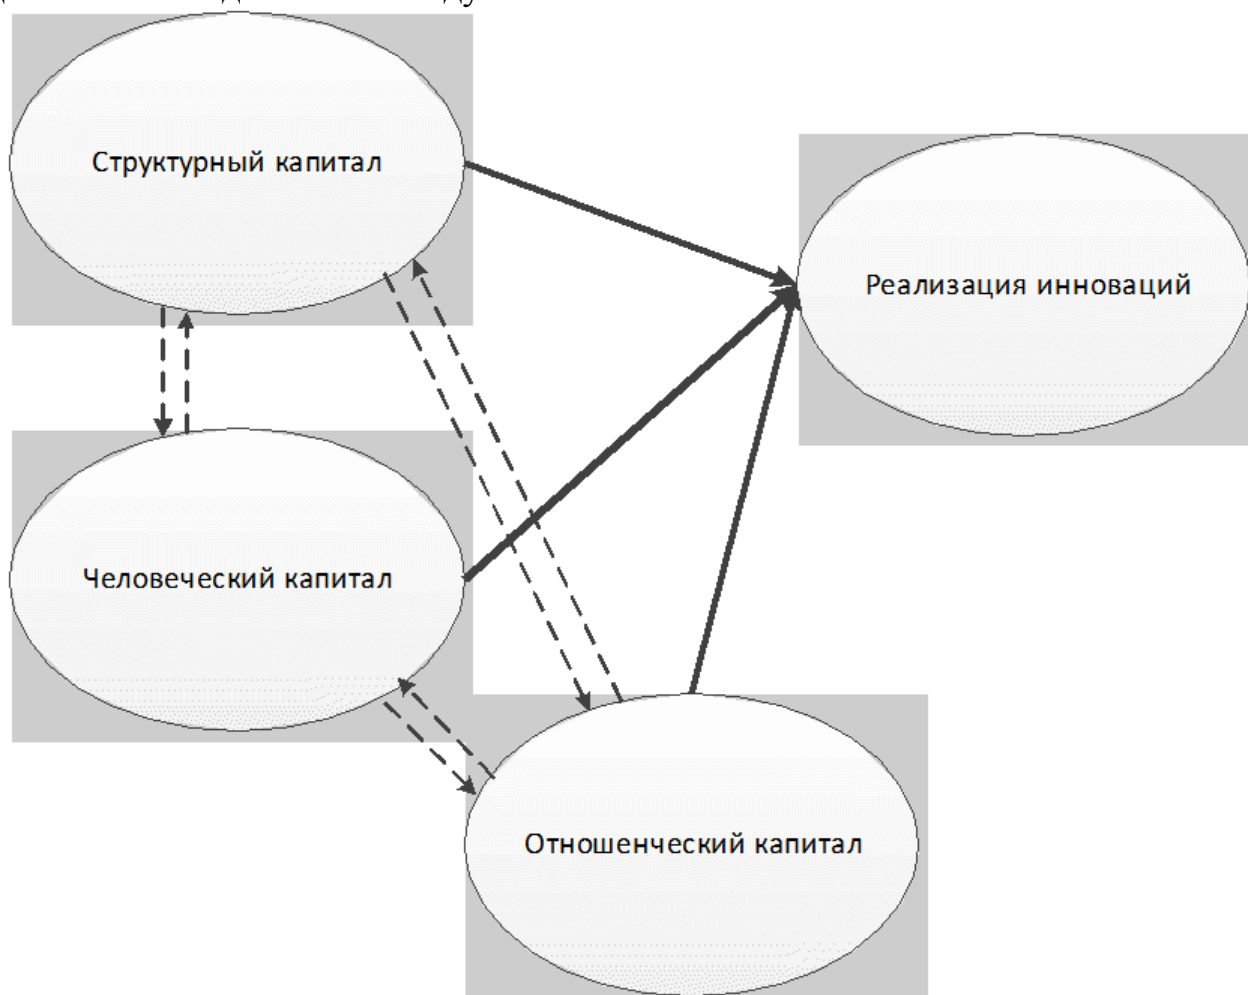 Структурный капитал
Реализация инноваций
Человеческий капитал
Отношенческий капитал